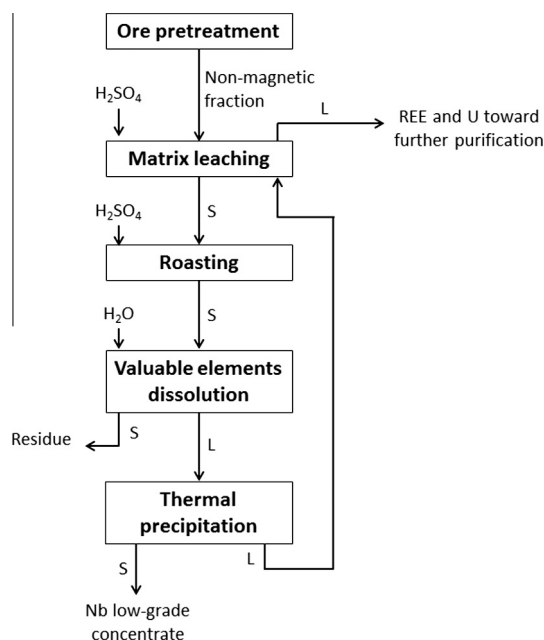 Ore pretreatment
Non-magnetic
fraction
H₂SO₄
L
REE and U toward
further purification
Matrix leaching
H₂SO₄
S
Roasting
H₂O
S
Valuable elements
dissolution
Residue
S
L
Thermal
precipitation
S
L
Nb low-grade
concentrate